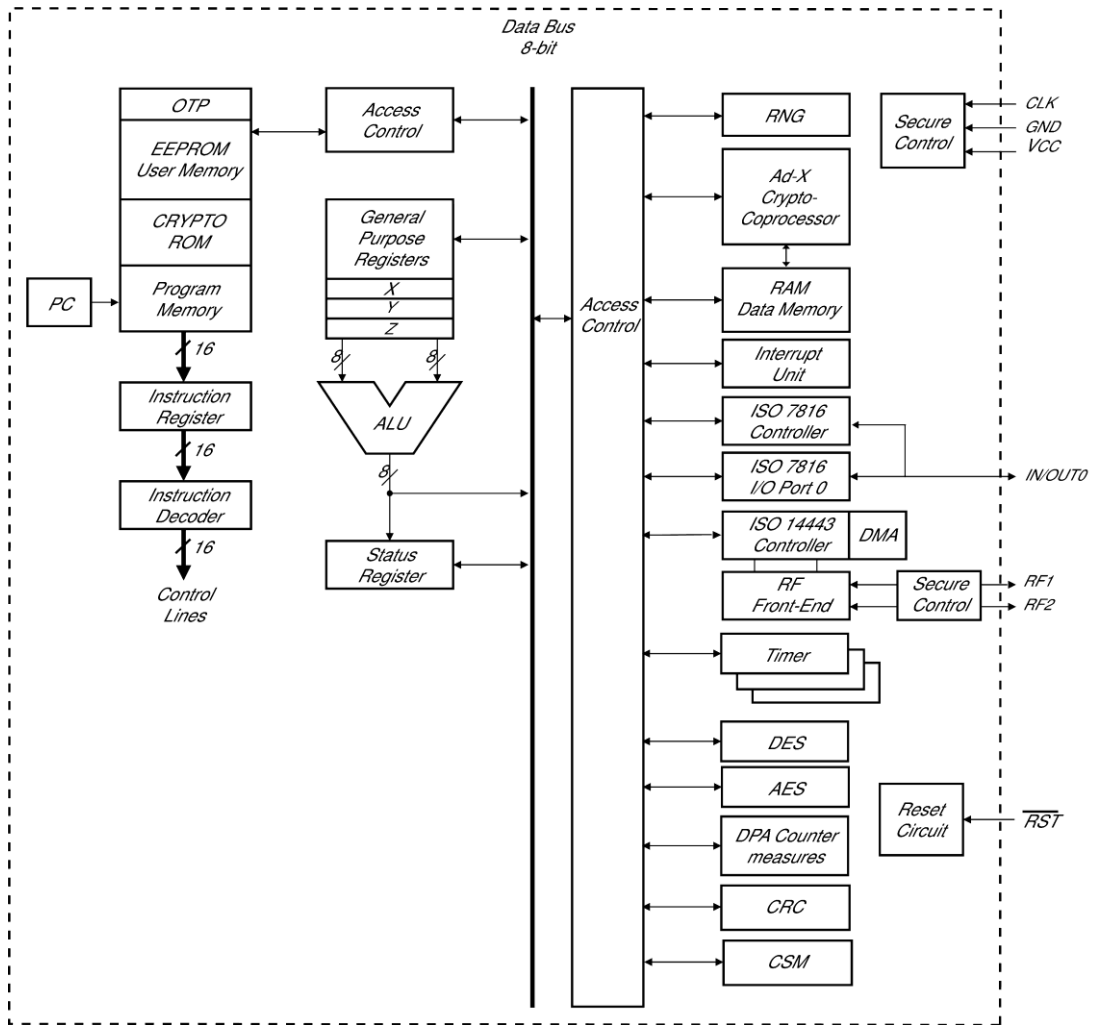 Data Bus
8-bit
OTP
EEPROM
User Memory
CRYPTO
ROM
Program
Memory
PC
16
Instruction
Register
16
Instruction
Decoder
16
Control
Lines
Access
Control
General
Purpose
Registers
X
Y
Z
8
8
ALU
8
Status
Register
Access
Control
RNG
Ad-X
Crypto-
Coprocessor
RAM
Data Memory
Interrupt
Unit
ISO 7816
Controller
ISO 7816
I/O Port 0
ISO 14443
Controller
DMA
RF
Front-End
Secure
Control
Timer
DES
AES
DPA Counter
measures
CRC
CSM
Secure
Control
CLK
GND
VCC
IN/OUT0
RF1
RF2
Reset
Circuit
RST